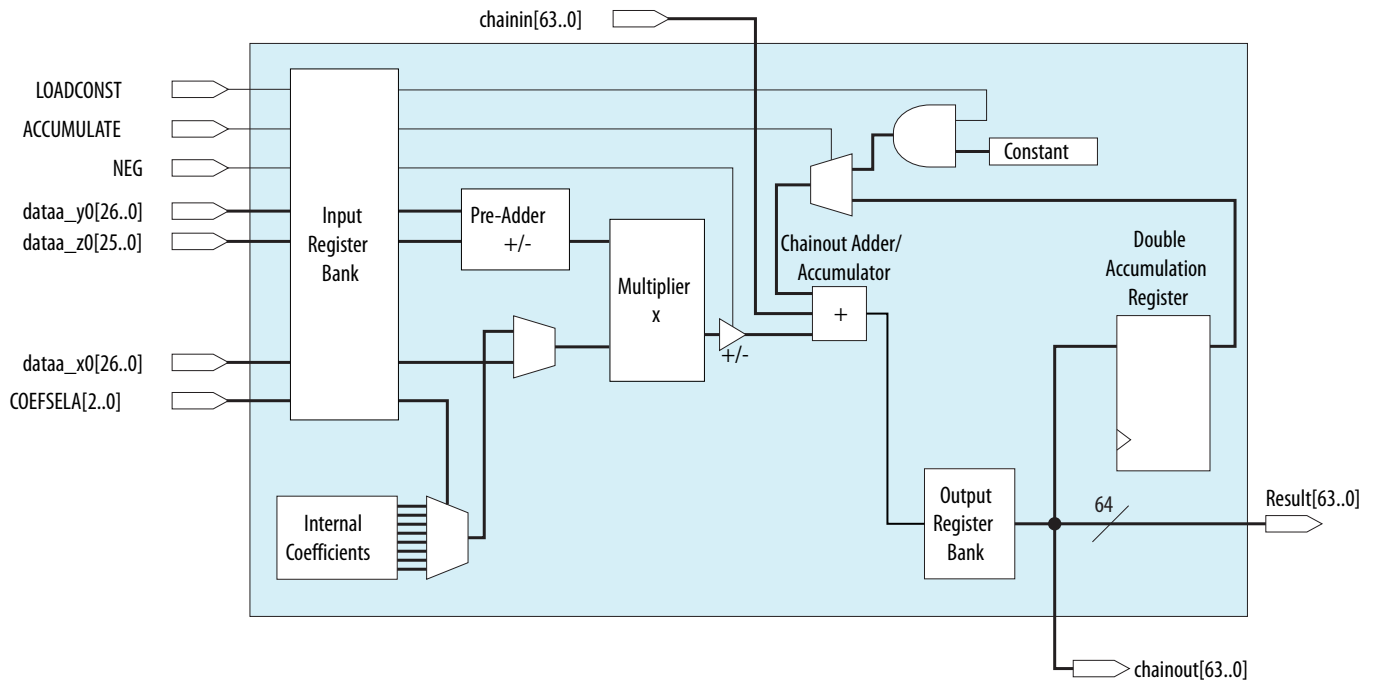 chainin[63..0]
LOADCONST
ACCUMULATE
NEG
dataa_y0[26..0]
dataa_z0[25..0]
dataa_x0[26..0]
COEFSELA[2..0]
Input
Register
Bank
Pre-Adder
+/-
Multiplier
x
+/-
Constant
Chainout Adder/
Accumulator
+
Double
Accumulation
Register
Internal
Coefficients
Output
Register
Bank
64
Result[63..0]
chainout[63..0]